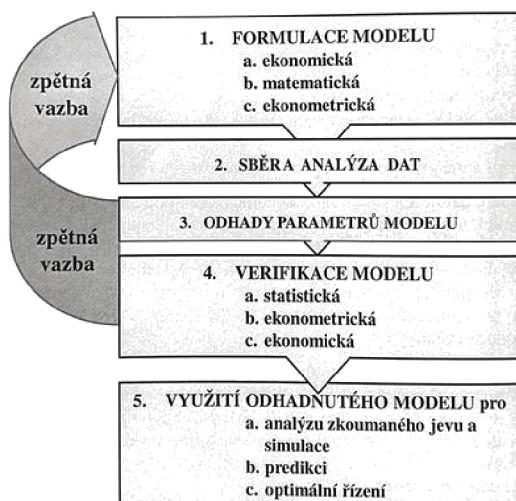 zpětná
vazba
zpětná
vazba
1. FORMULACE MODELU
a. ekonomická
b. matematická
c. ekonometrická
2. SBĚRA ANALÝZA DAT
3. ODHADY PARAMETRŮ MODELU
4. VERIFIKACE MODELU
a. statistická
b. ekonometrická
c. ekonomická
5. VYUŽITÍ ODHADNUTÉHO MODELU pro
a. analýzu zkoumaného jevu a
simulace
b. predikci
c. optimální řízení